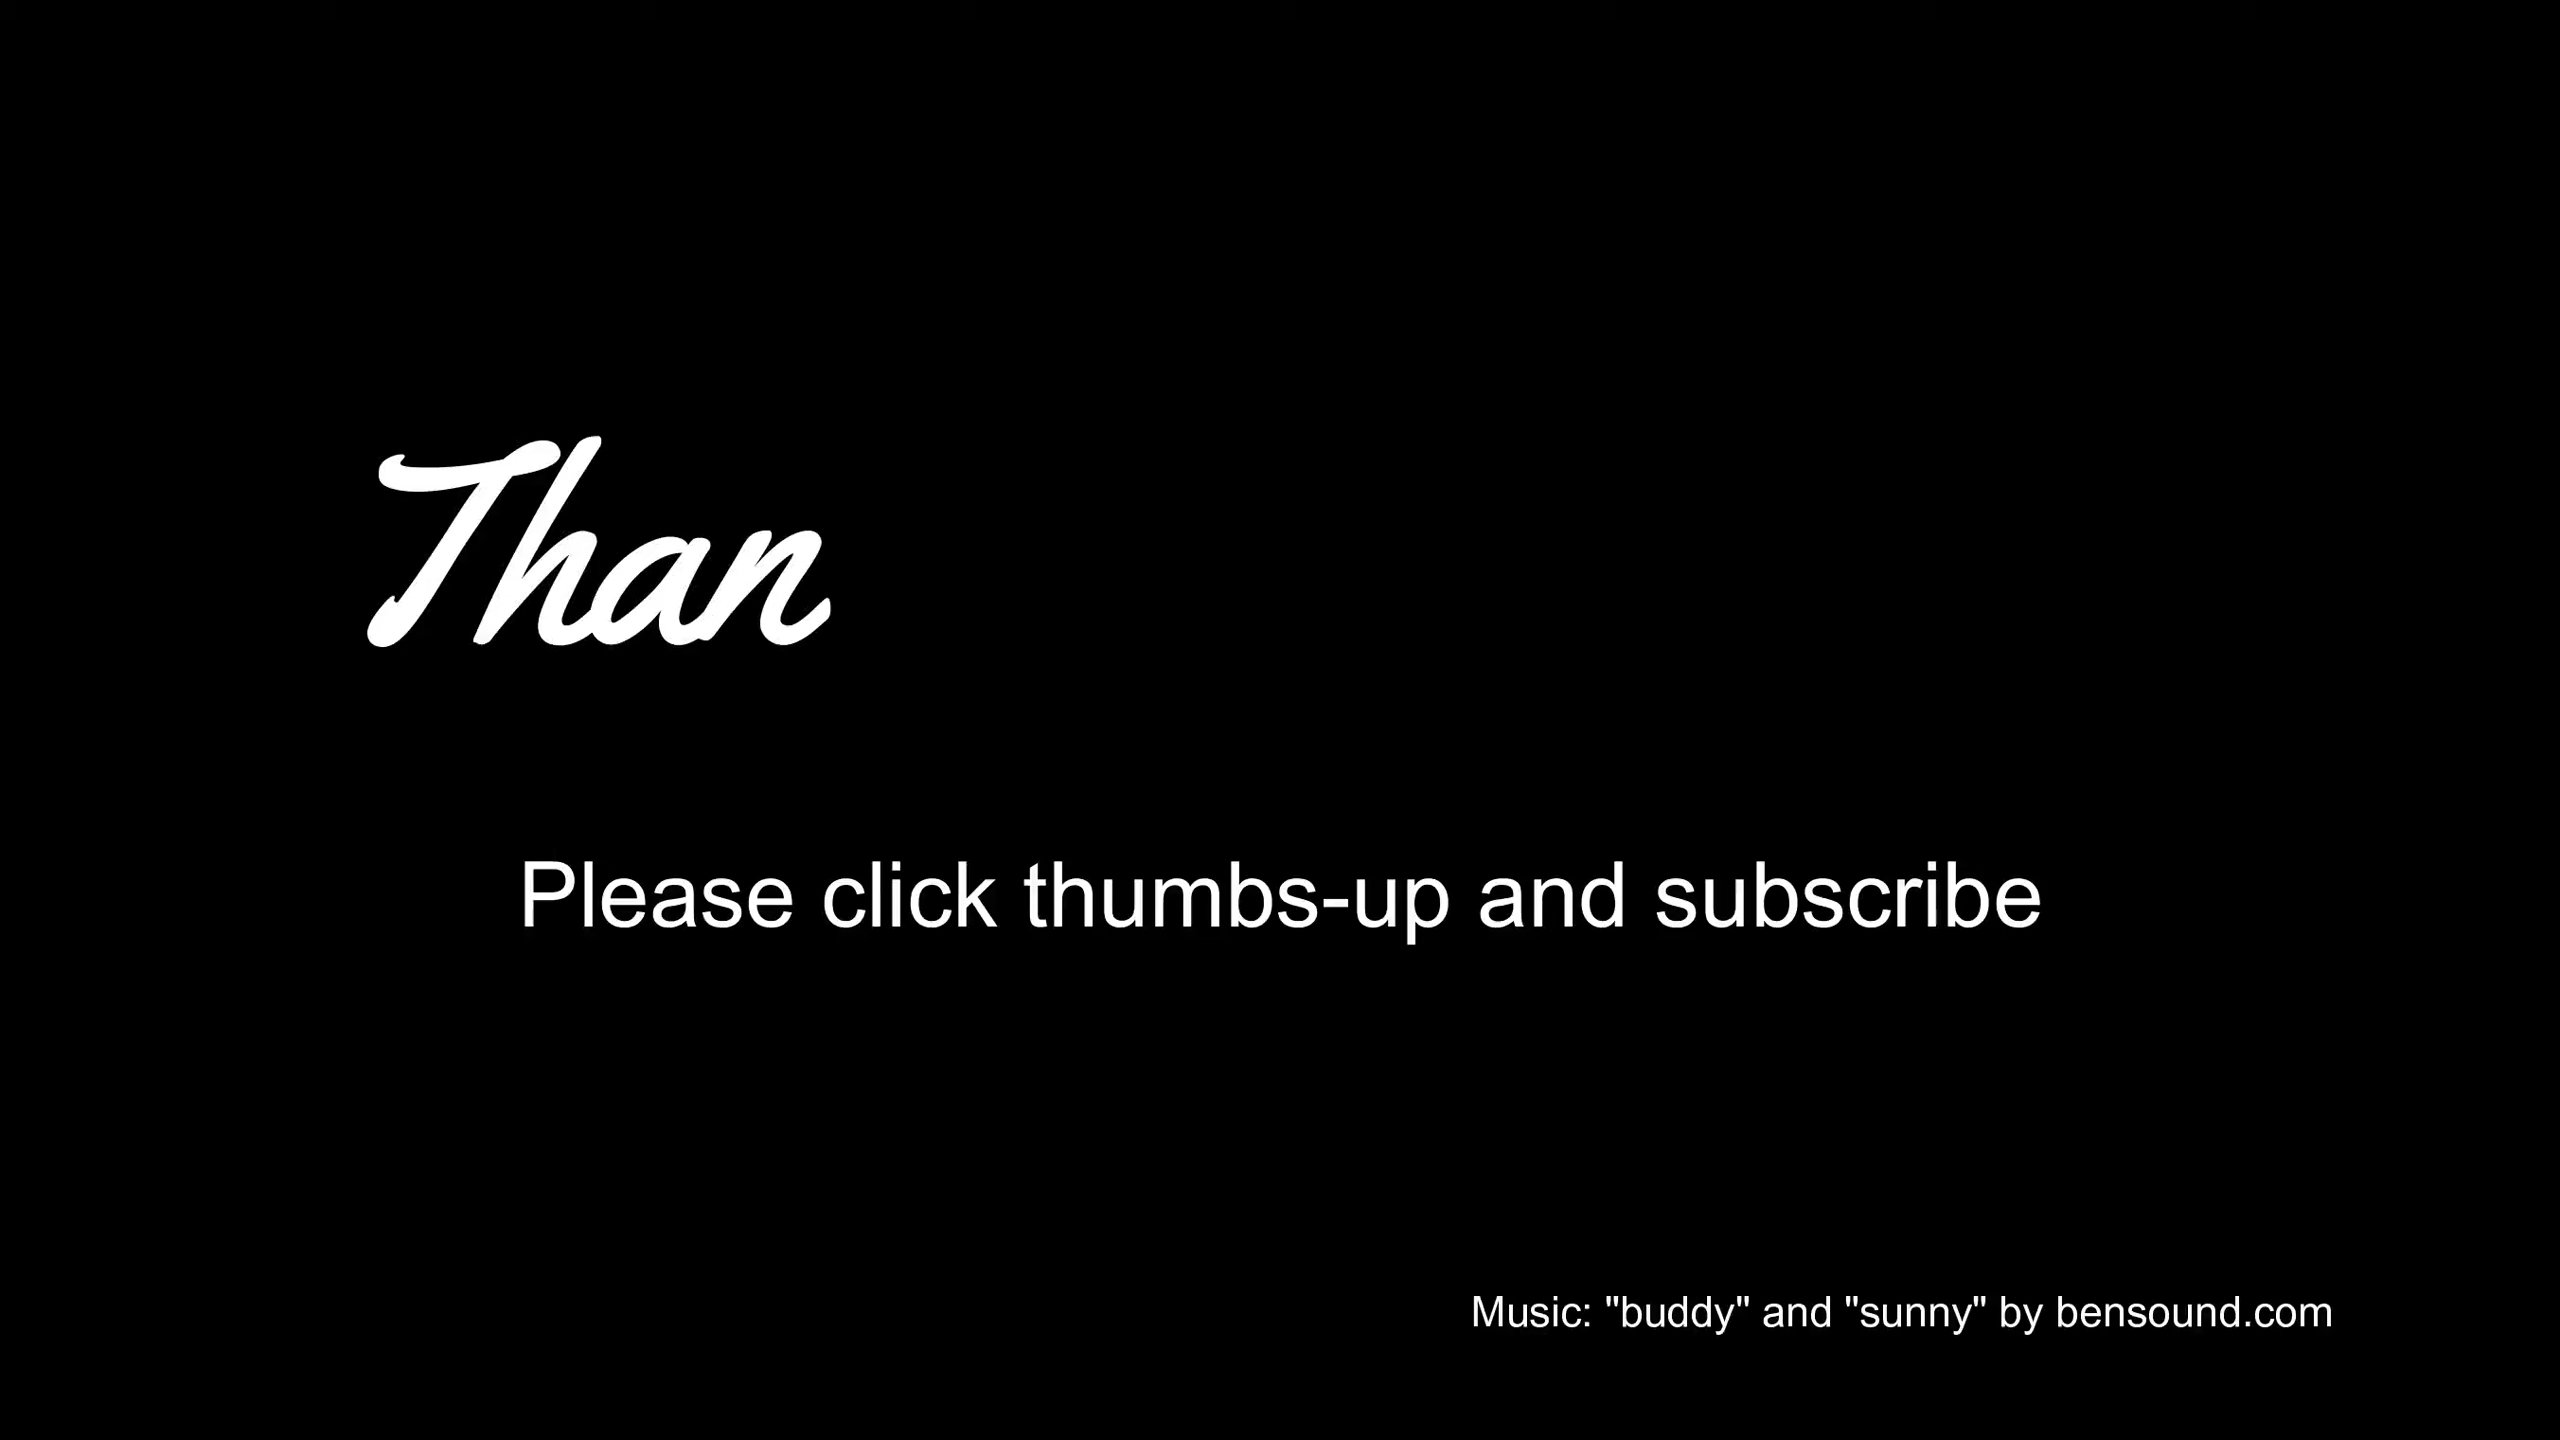 Than
Please click thumbs-up and subscribe
Music: "buddy" and "sunny" by bensound.com